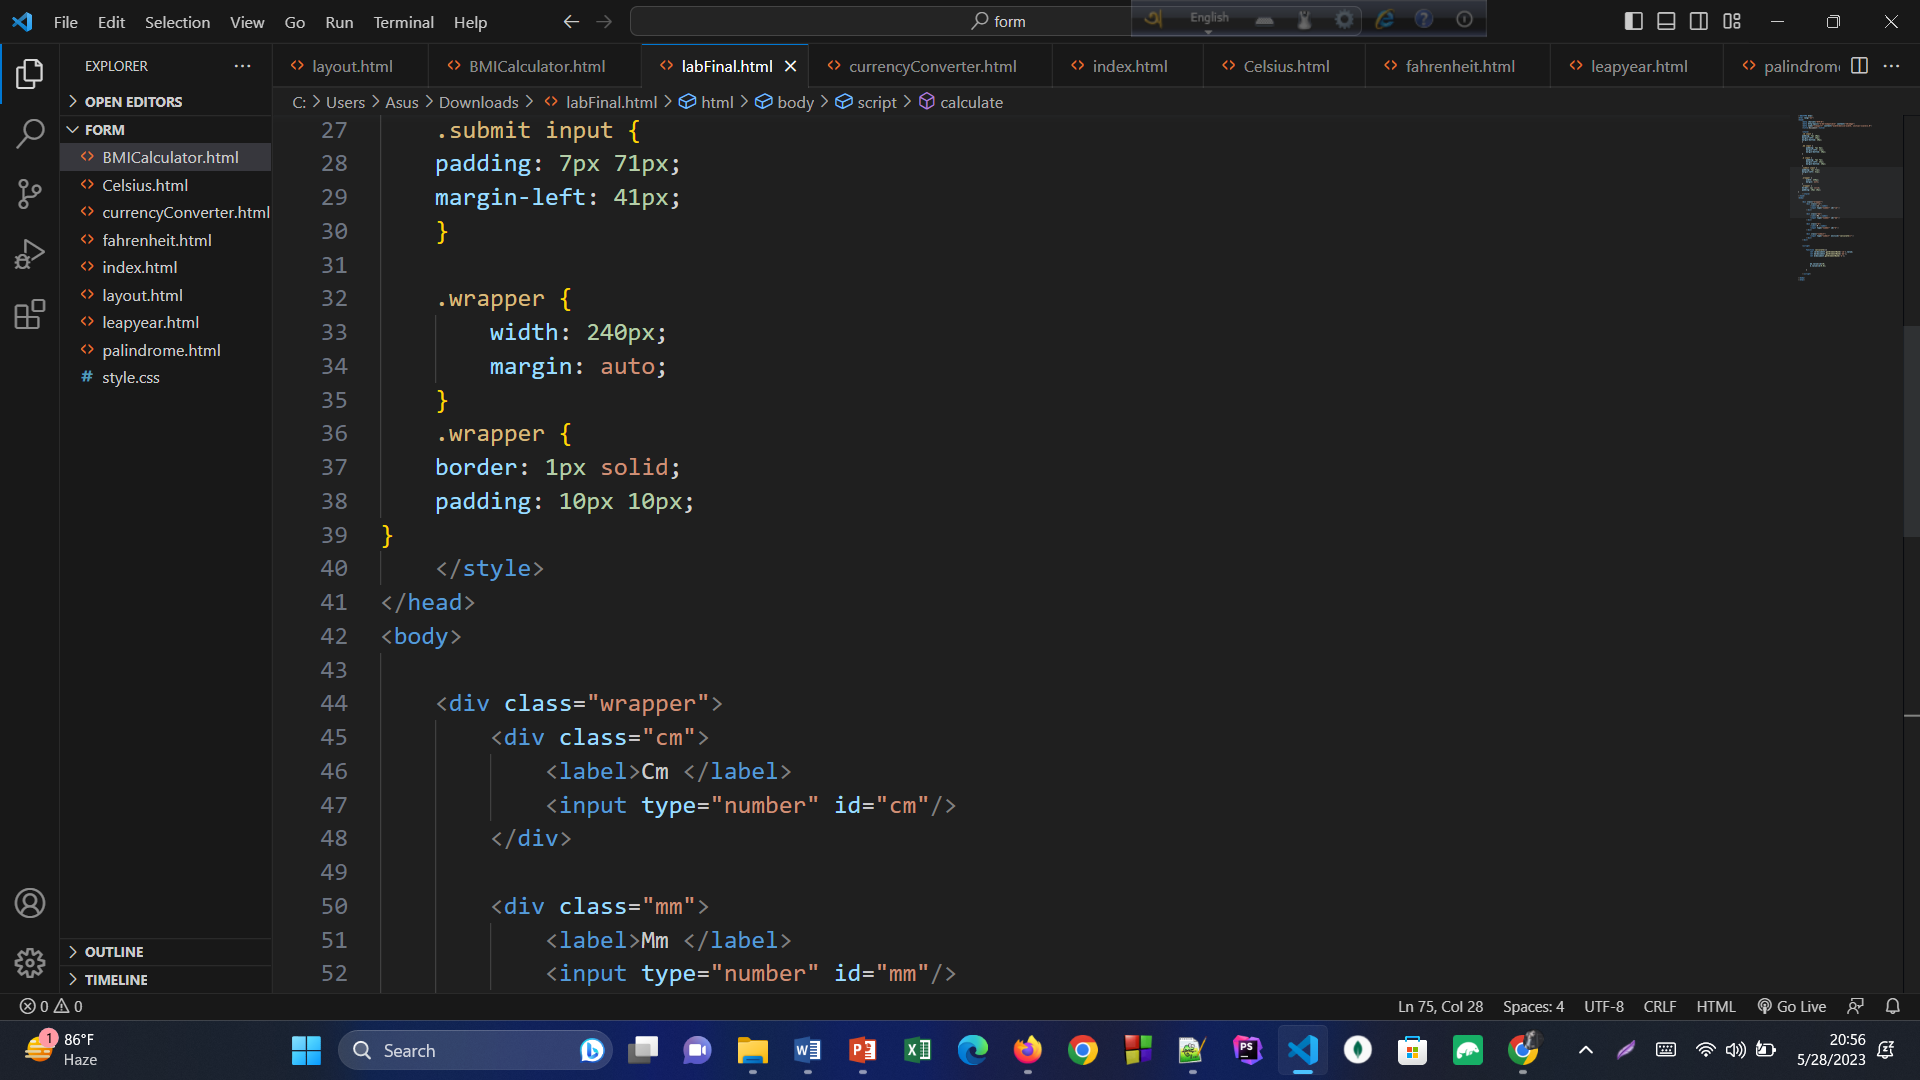 File Edit Selection View Go Run Terminal Help
form
English
EXPLORER
layout.html
BMICalculator.html
labFinal.html
currencyConverter.html
index.html
Celsius.html
fahrenheit.html
leapyear.html
palindrom
OPEN EDITORS
C: > Users > Asus > Downloads > labFinal.html > html > body > script > calculate
FORM
BMICalculator.html
Celsius.html
currencyConverter.html
fahrenheit.html
index.html
layout.html
leapyear.html
palindrome.html
# style.css
OUTLINE
TIMELINE
27 .submit input {
28 padding: 7px 71px;
29 margin-left: 41px;
30 }
31
32 .wrapper {
33 width: 240px;
34 margin: auto;
35 }
36 .wrapper {
37 border: 1px solid;
38 padding: 10px 10px;
39 }
40 </style>
41 </head>
42 <body>
43
44 <div class="wrapper">
45 <div class="cm">
46 <label>Cm </label>
47 <input type="number" id="cm"/>
48 </div>
49
50 <div class="mm">
51 <label>Mm </label>
52 <input type="number" id="mm"/>
0 0
Ln 75, Col 28 Spaces: 4 UTF-8 CRLF HTML Go Live
1
86°F
Haze
Search
20:56
5/28/2023